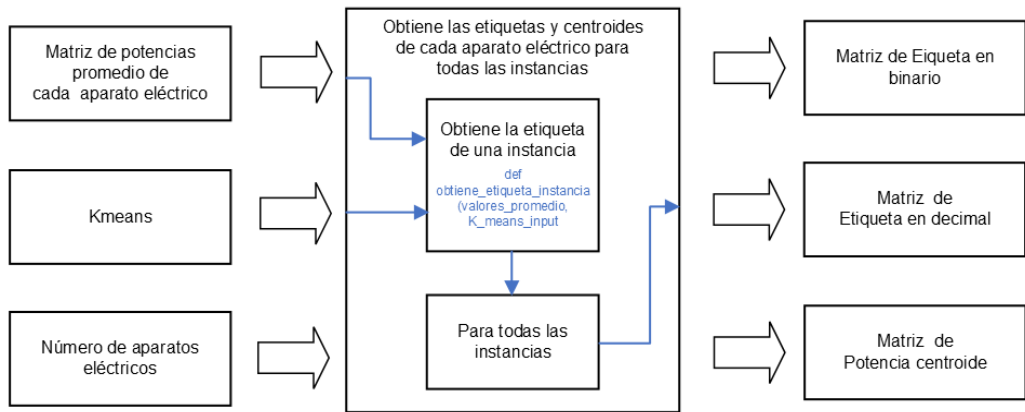 Matriz de potencias
promedio de
cada aparato eléctrico
Kmeans
Número de aparatos
eléctricos
Obtiene las etiquetas y centroides
de cada aparato eléctrico para
todas las instancias
Obtiene la etiqueta
de una instancia
def
obtiene_etiqueta_instancia
(valores_promedio,
K_means_input
Para todas las
instancias
Matriz de Eiqueta en
binario
Matriz de
Etiqueta en decimal
Matriz de
Potencia centroide